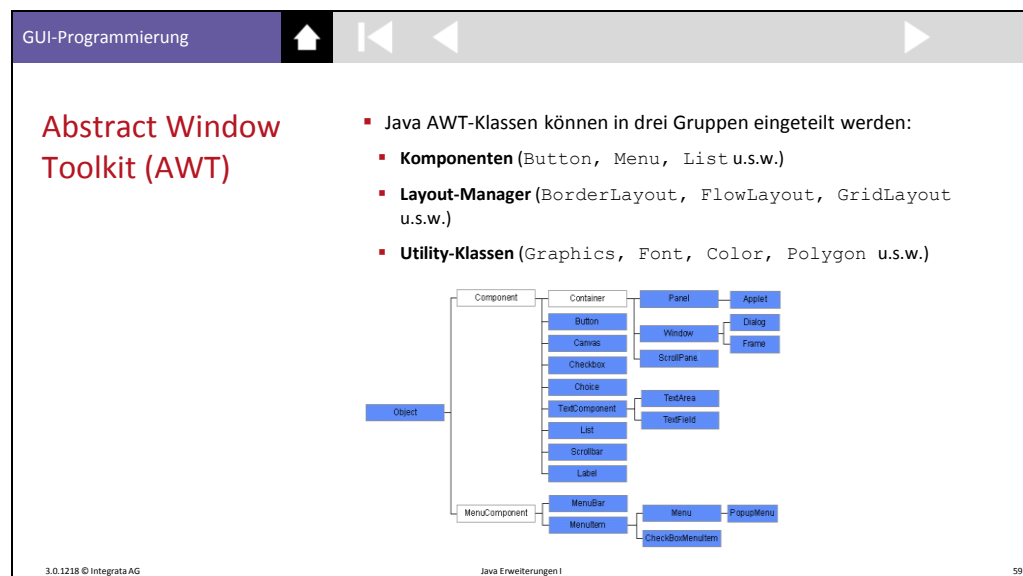 GUI-Programmierung
Abstract Window
Toolkit (AWT)
Java AWT-Klassen können in drei Gruppen eingeteilt werden:
Komponenten (Button, Menu, List u.s.w.)
Layout-Manager (BorderLayout, FlowLayout, GridLayout
u.s.w.)
Utility-Klassen (Graphics, Font, Color, Polygon u.s.w.)
Component
Container
Panel
Applet
Button
Window
Dialog
Canvas
Frame
Checkbox
ScrollPane.
Choice
Object
TextComponent
TextArea
List
TextField
Scrollbar
Label
MenuComponent
MenuBar
MenuItem
Menu
PopupMenu
CheckBoxMenuItem
3.0.1218 © Integrata AG
Java Erweiterungen I
59